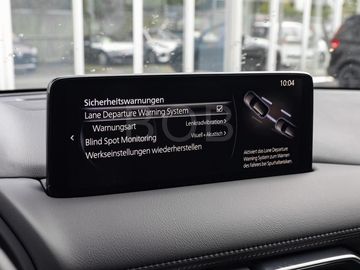 10:04
Sicherheitswarnungen
Lane Departure Warning System
Warnungsart Lenkradvibration
Blind Spot Monitoring Visuell+Akustisch
Werkseinstellungen wiederherstellen
Aktiviert das Lane Departure
Warning System zum Warnen
des Fahrers bei Spurhalfehlern.